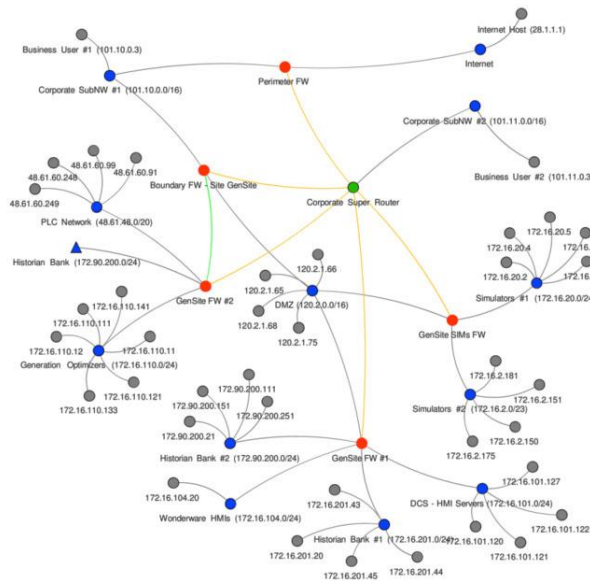 Internet Host (28.1.1.1)
Business User #1 (101.10.0.3)
Internet
Corporate SubNW #1 (101.10.0.0/16)
Perimeter FW
Corporate SubNW #2 (101.11.0.0/16)
48.61.60.99
48.61.60.91
48.61.60.248
48.61.60.249
Boundary FW - Site GenSite
Business User #2 (101.11.0.3
Corporate Super Router
PLC Network (48.61.48.0/20)
172.16.20.5
172.16.20.4
172.16.
Historian Bank (172.90.200.0/24)
120.2.1.66
172.16.20.2
172.16.
120.2.1.65
GenSite FW #2
DMZ (120.2.0.0/16)
Simulators #1 (172.16.20.0/24
172.16.110.141
172.16.110.111
120.2.1.68
120.2.1.75
GenSite SIMs FW
172.16.110.12
172.16.110.11
Generation Optimizers (172.16.110.0/24)
172.16.2.181
172.16.110.121
172.16.110.133
172.90.200.111
172.16.2.151
172.90.200.151
172.90.200.251
Simulators #2 (172.16.2.0/23)
172.90.200.21
172.16.2.150
172.16.2.175
Historian Bank #2 (172.90.200.0/24)
GenSite FW #1
172.16.101.127
172.16.104.20
172.16.201.43
DCS - HMI Servers (172.16.101.0/24)
Wonderware HMIs (172.16.104.0/24)
172.16.101.122
Historian Bank #1 (172.16.201.0/24)
172.16.101.120
172.16.201.20
172.16.101.121
172.16.201.45
172.16.201.44